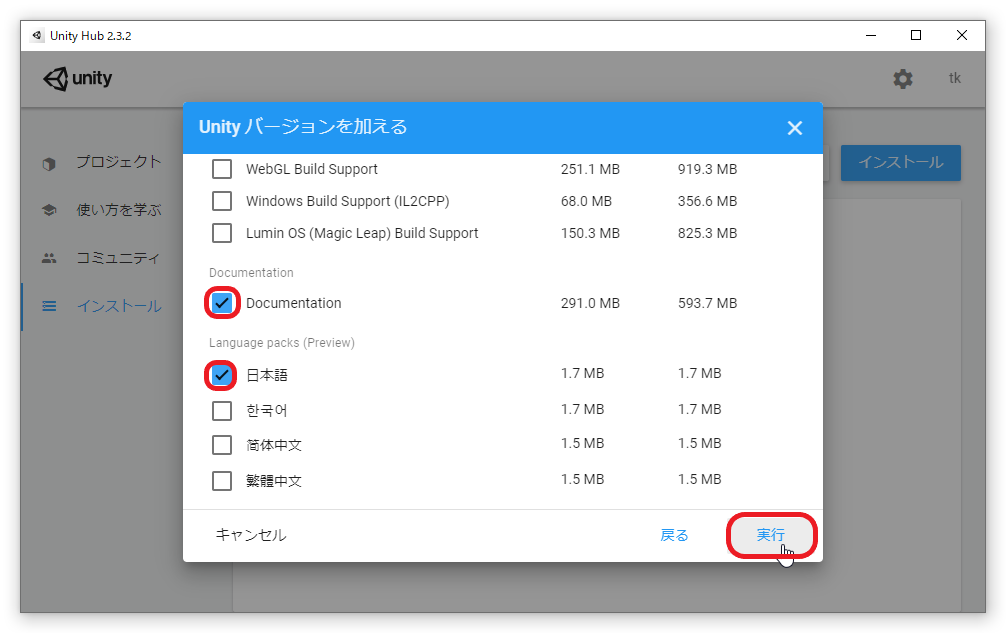 Unity Hub 2.3.2
unity
tk
Unity バージョンを加える
プロジェクト
使い方を学ぶ
コミュニティ
インストール
インストール
WebGL Build Support 251.1 MB 919.3 MB
Windows Build Support (IL2CPP) 68.0 MB 356.6 MB
Lumin OS (Magic Leap) Build Support 150.3 MB 825.3 MB
Documentation
Documentation 291.0 MB 593.7 MB
Language packs (Preview)
日本語 1.7 MB 1.7 MB
한국어 1.7 MB 1.7 MB
简体中文 1.5 MB 1.5 MB
繁體中文 1.5 MB 1.5 MB
キャンセル 戻る 実行